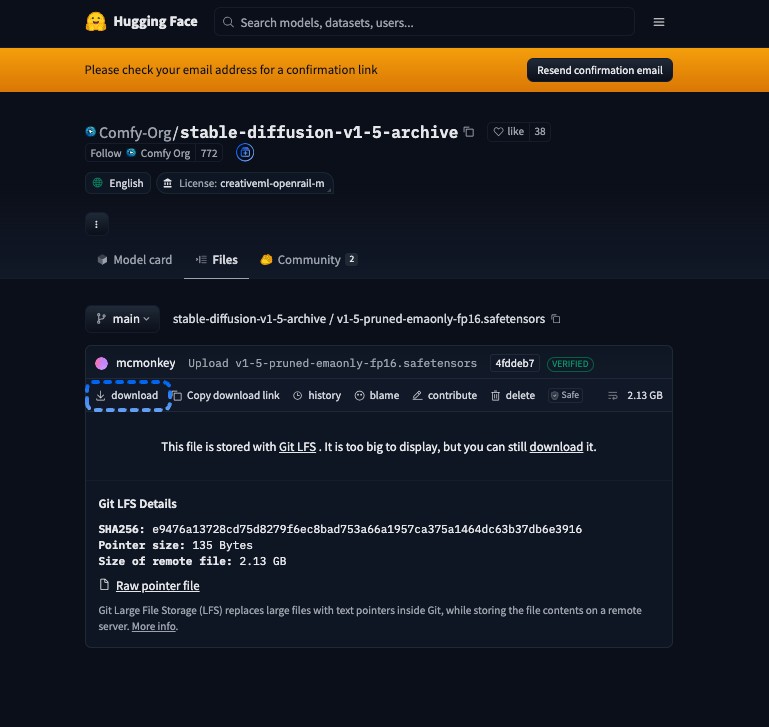 Hugging Face
Search models, datasets, users...
Please check your email address for a confirmation link
Resend confirmation email
Comfy-Org/stable-diffusion-v1-5-archive
like 38
Follow Comfy Org 772
English
License: creativeml-openrail-m
Model card
Files
Community 2
main
stable-diffusion-v1-5-archive / v1-5-pruned-emaonly-fp16.safetensors
mcmonkey Upload v1-5-pruned-emaonly-fp16.safetensors 4fddeb7 VERIFIED
download Copy download link history blame contribute delete Safe 2.13 GB
This file is stored with Git LFS . It is too big to display, but you can still download it.
Git LFS Details
SHA256: e9476a13728cd75d8279f6ec8bad753a66a1957ca375a1464dc63b37db6e3916
Pointer size: 135 Bytes
Size of remote file: 2.13 GB
Raw pointer file
Git Large File Storage (LFS) replaces large files with text pointers inside Git, while storing the file contents on a remote
server. More info.